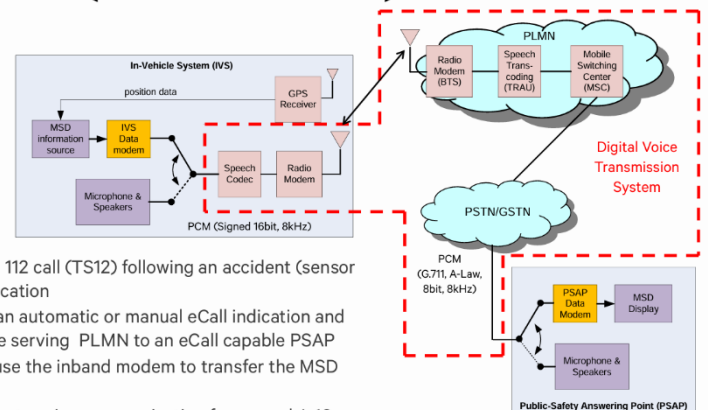 In-Vehicle System (IVS)
position data
GPS
Receiver
MSD
information
source
IVS
Data
modem
Microphone &
Speakers
Speech
Codec
Radio
Modem
PCM (Signed 16bit, 8kHz)
PLMN
Radio
Modem
(BTS)
Speech
Trans-
coding
(TRAU)
Mobile
Switching
Center
(MSC)
Digital Voice
Transmission
System
PSTN/GSTN
PCM
(G.711, A-Law,
8bit, 8kHz)
PSAP
Data
Modem
MSD
Display
Microphone &
Speakers
Public-Safety Answering Point (PSAP)
112 call (TS12) following an accident (sensor
cation
an automatic or manual eCall indication and
e serving PLMN to an eCall capable PSAP
use the inband modem to transfer the MSD